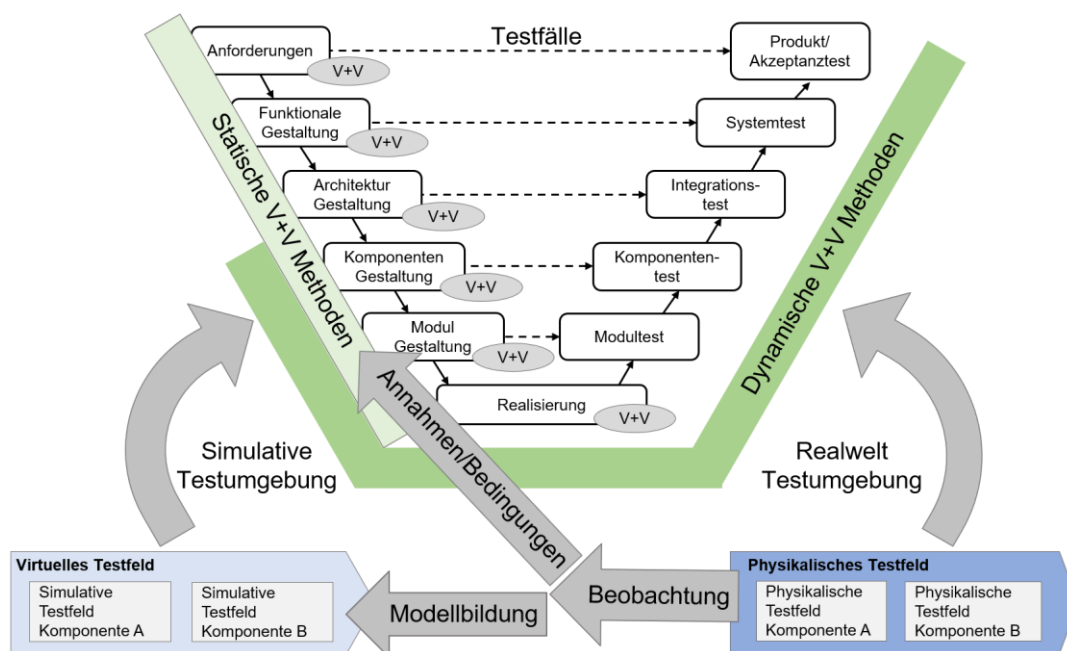 Testfälle
Anforderungen
V+V
Produkt/
Akzeptanztest
Funktionale
Gestaltung
V+V
Systemtest
Architektur
Gestaltung
V+V
Integrations-
test
Komponenten
Gestaltung
V+V
Komponenten-
test
Modul
Gestaltung
V+V
Modultest
Realisierung
V+V
Statische V+V Methoden
Dynamische V+V Methoden
Annahmen/Bedingungen
Simulative
Testumgebung
Realwelt
Testumgebung
Virtuelles Testfeld
Simulative
Testfeld
Komponente A
Simulative
Testfeld
Komponente B
Modellbildung
Beobachtung
Physikalisches Testfeld
Physikalische
Testfeld
Komponente A
Physikalische
Testfeld
Komponente B